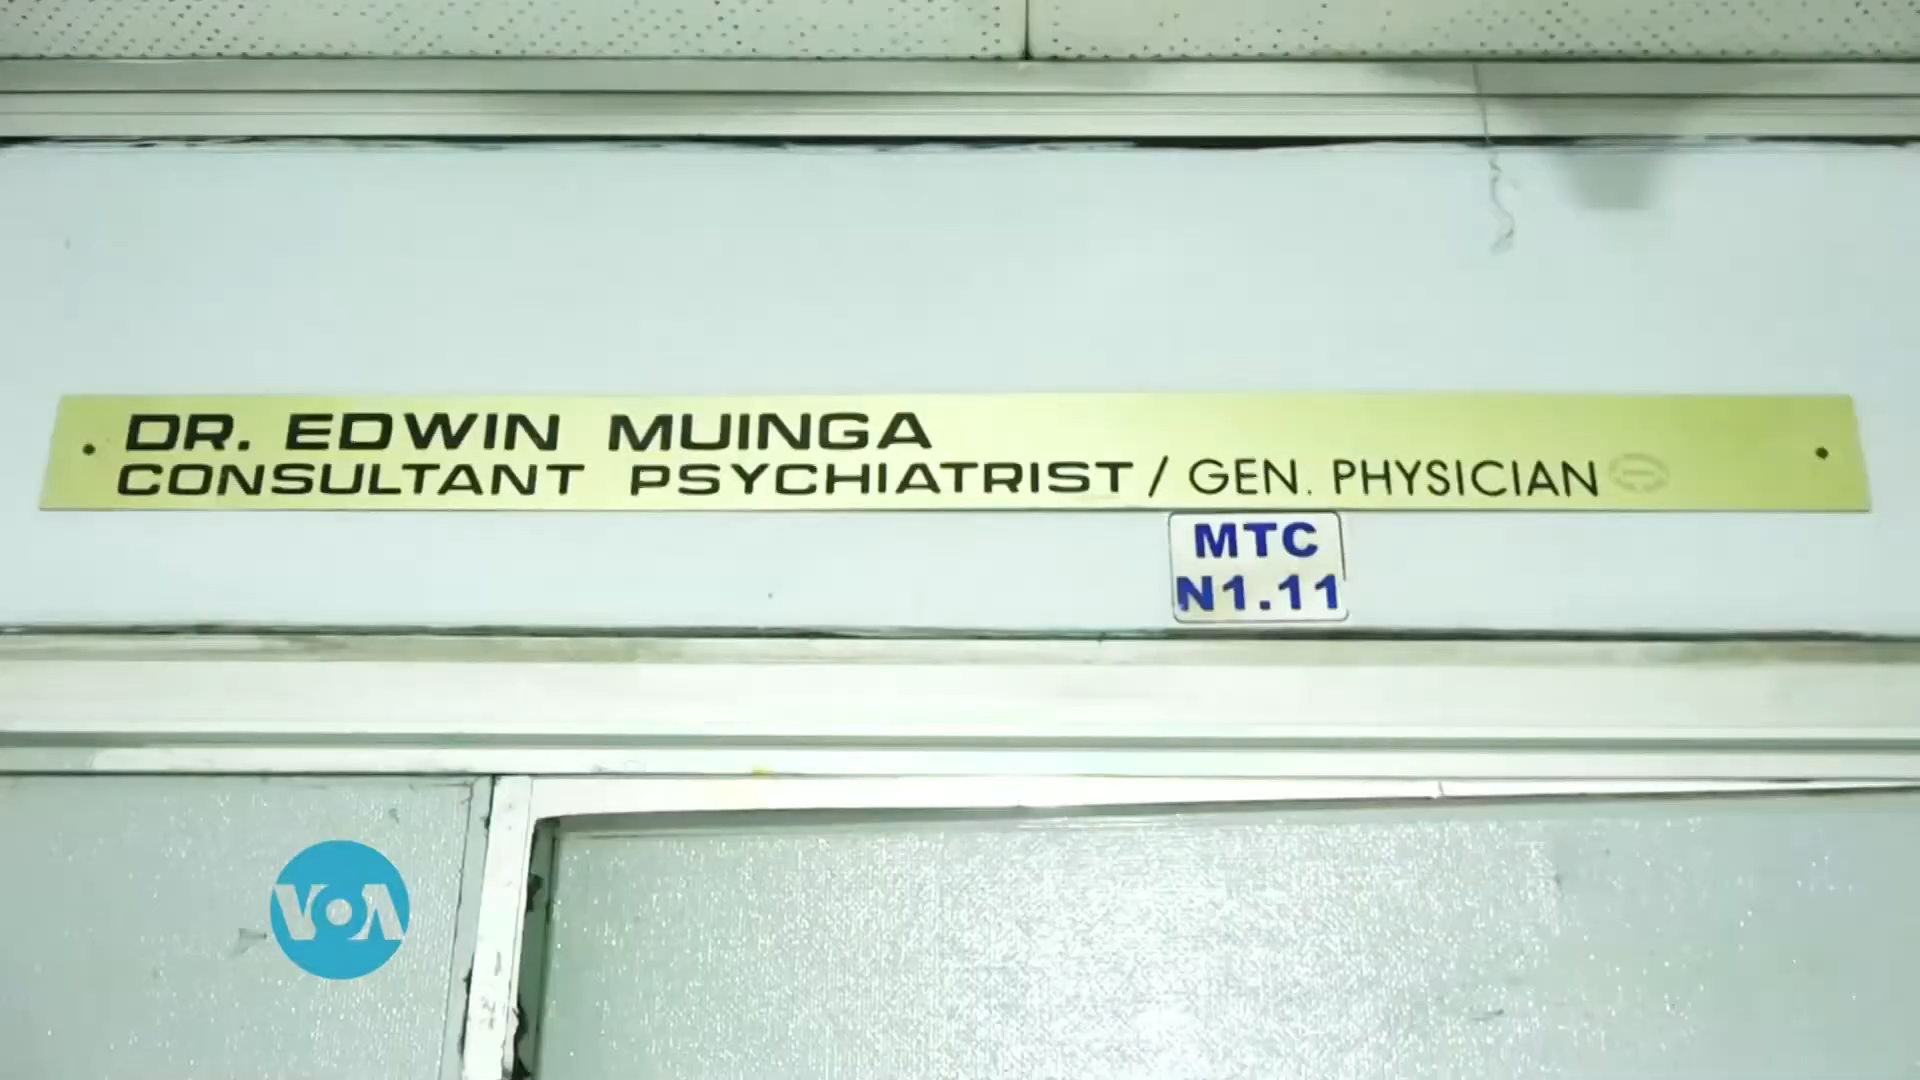 DR. EDWIN MUINGA
CONSULTANT PSYCHIATRIST / GEN. PHYSICIAN
MTC
N1.11
VOA